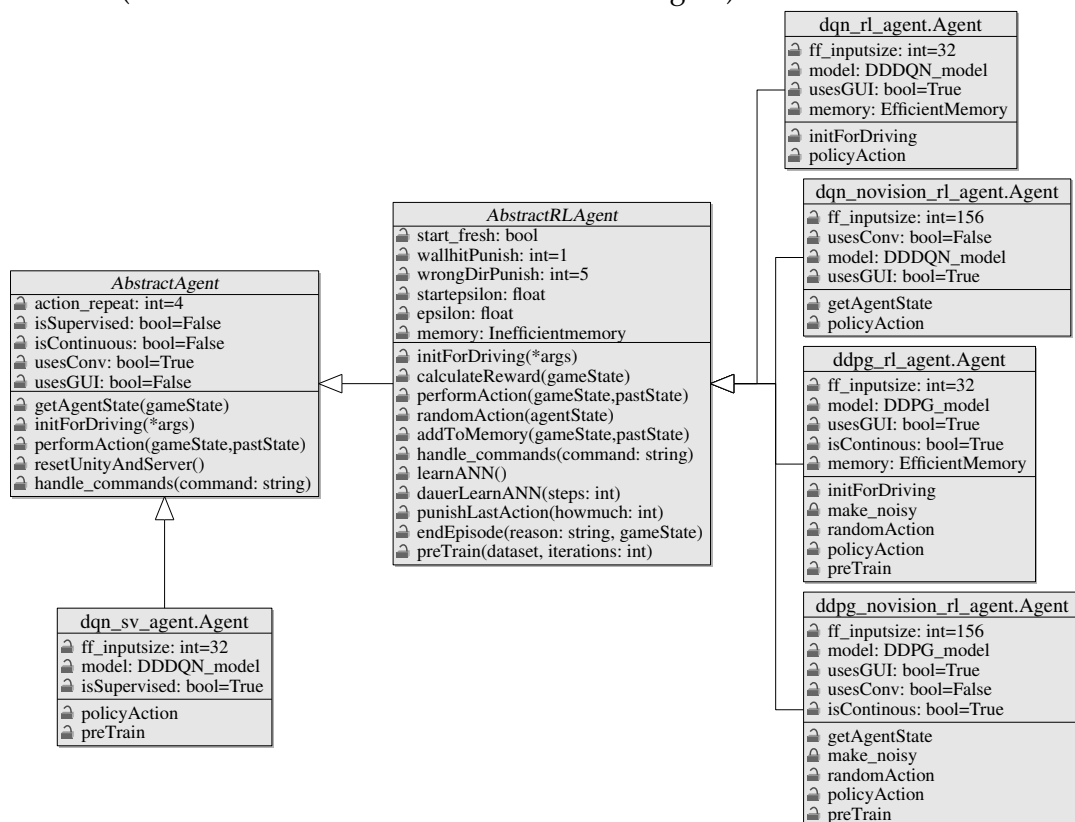 dqn_rl_agent.Agent
ff_inputsize: int=32
model: DDDQN_model
usesGUI: bool=True
memory: EfficientMemory
initForDriving
policyAction
dqn_novision_rl_agent.Agent
ff_inputsize: int=156
usesConv: bool=False
model: DDDQN_model
usesGUI: bool=True
getAgentState
policyAction
AbstractRLAgent
start_fresh: bool
wallhitPunish: int=1
wrongDirPunish: int=5
startepsilon: float
epsilon: float
memory: Inefficientmemory
initForDriving(*args)
calculateReward(gameState)
performAction(gameState,pastState)
randomAction(agentState)
addToMemory(gameState,pastState)
handle_commands(command: string)
learnANN()
dauerLearnANN(steps: int)
punishLastAction(howmuch: int)
endEpisode(reason: string, gameState)
preTrain(dataset, iterations: int)
AbstractAgent
action_repeat: int=4
isSupervised: bool=False
isContinuous: bool=False
usesConv: bool=True
usesGUI: bool=False
getAgentState(gameState)
initForDriving(*args)
performAction(gameState,pastState)
resetUnityAndServer()
handle_commands(command: string)
ddpg_rl_agent.Agent
ff_inputsize: int=32
model: DDPG_model
usesGUI: bool=True
isContinous: bool=True
memory: EfficientMemory
initForDriving
make_noisy
randomAction
policyAction
preTrain
dqn_sv_agent.Agent
ff_inputsize: int=32
model: DDDQN_model
isSupervised: bool=True
policyAction
preTrain
ddpg_novision_rl_agent.Agent
ff_inputsize: int=156
model: DDPG_model
usesGUI: bool=True
usesConv: bool=False
isContinous: bool=True
getAgentState
make_noisy
randomAction
policyAction
preTrain